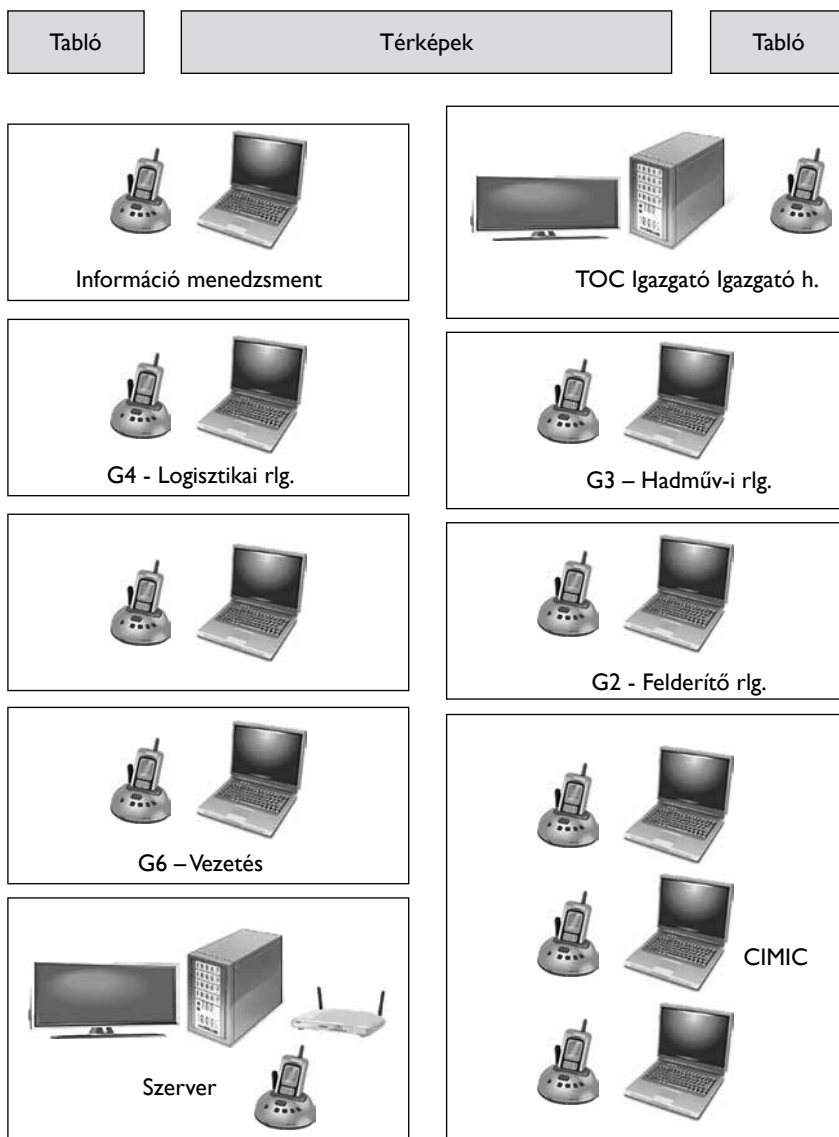 Tabló
Térképek
Tabló
Információ menedzsment
TOC Igazgató Igazgató h.
G4 - Logisztikai rlg.
G3 – Hadműv-i rlg.
G2 - Felderítő rlg.
G6 – Vezetés
CIMIC
Szerver